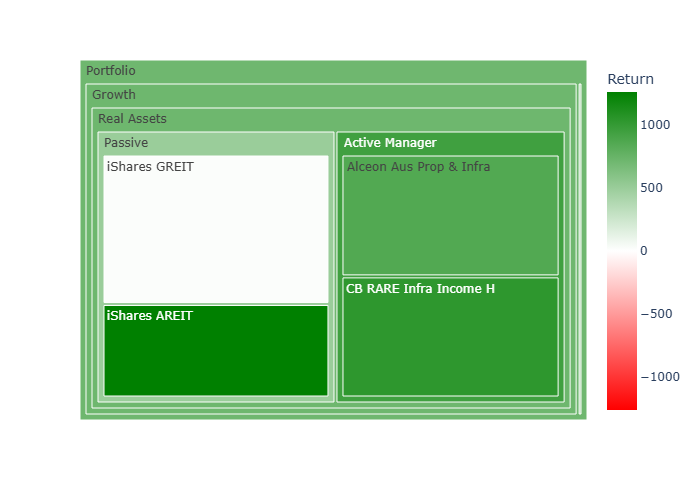 Portfolio
Growth
Real Assets
Passive
Active Manager
iShares GREIT
Alceon Aus Prop & Infra
CB RARE Infra Income H
iShares AREIT
Return
1000
500
0
−500
−1000